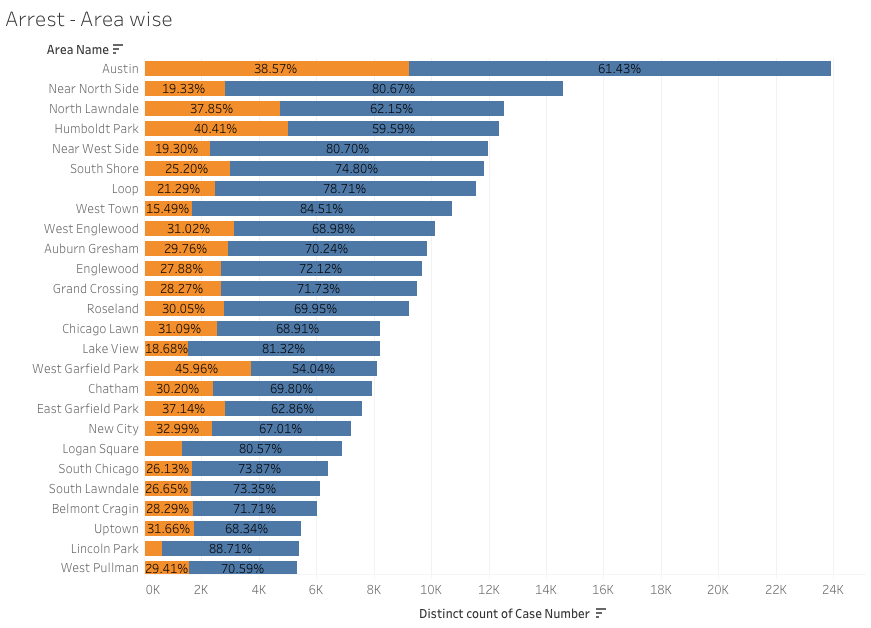 Arrest - Area wise
Area Name
Austin 38.57% 61.43%
Near North Side 19.33% 80.67%
North Lawndale 37.85% 62.15%
Humboldt Park 40.41% 59.59%
Near West Side 19.30% 80.70%
South Shore 25.20% 74.80%
Loop 21.29% 78.71%
West Town 15.49% 84.51%
West Englewood 31.02% 68.98%
Auburn Gresham 29.76% 70.24%
Englewood 27.88% 72.12%
Grand Crossing 28.27% 71.73%
Roseland 30.05% 69.95%
Chicago Lawn 31.09% 68.91%
Lake View 18.68% 81.32%
West Garfield Park 45.96% 54.04%
Chatham 30.20% 69.80%
East Garfield Park 37.14% 62.86%
New City 32.99% 67.01%
Logan Square 80.57%
South Chicago 26.13% 73.87%
South Lawndale 26.65% 73.35%
Belmont Cragin 28.29% 71.71%
Uptown 31.66% 68.34%
Lincoln Park 88.71%
West Pullman 29.41% 70.59%
0K 2K 4K 6K 8K 10K 12K 14K 16K 18K 20K 22K 24K
Distinct count of Case Number